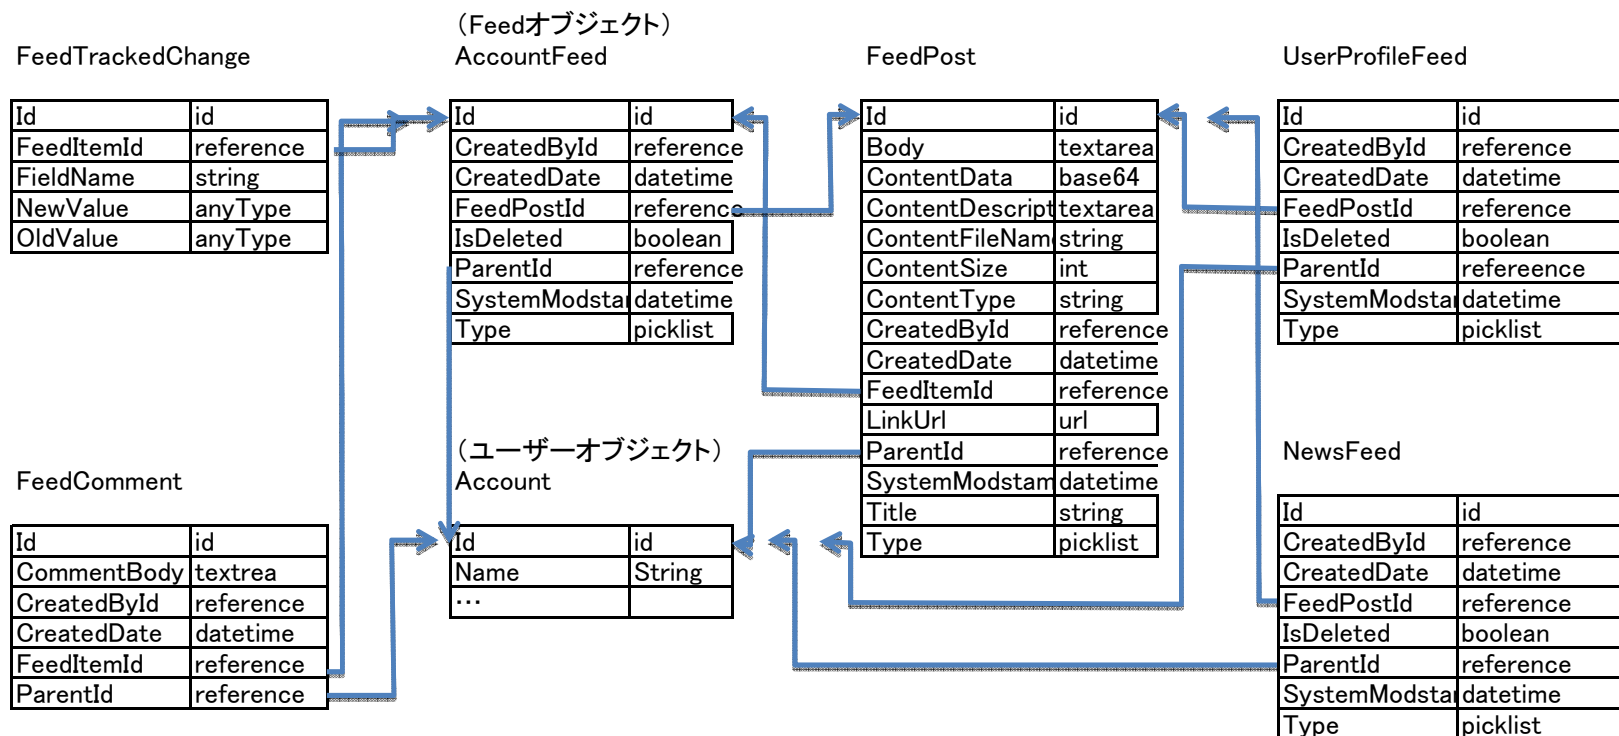 （Feedオブジェクト）
FeedTrackedChange
AccountFeed
FeedPost
UserProfileFeed
Id id
FeedItemId reference
FieldName string
NewValue anyType
OldValue anyType
Id id
CreatedById reference
CreatedDate datetime
FeedPostId reference
IsDeleted boolean
ParentId reference
SystemModstar datetime
Type picklist
Id id
Body textarea
ContentData base64
ContentDescript textarea
ContentFileName string
ContentSize int
ContentType string
CreatedById reference
CreatedDate datetime
FeedItemId reference
LinkUrl url
ParentId reference
SystemModstam datetime
Title string
Type picklist
Id id
CreatedById reference
CreatedDate datetime
FeedPostId reference
IsDeleted boolean
ParentId refereence
SystemModstar datetime
Type picklist
FeedComment
Id id
CommentBody textrea
CreatedById reference
CreatedDate datetime
FeedItemId reference
ParentId reference
（ユーザーオブジェクト）
Account
Id id
Name String
…
NewsFeed
Id id
CreatedById reference
CreatedDate datetime
FeedPostId reference
IsDeleted boolean
ParentId reference
SystemModstar datetime
Type picklist